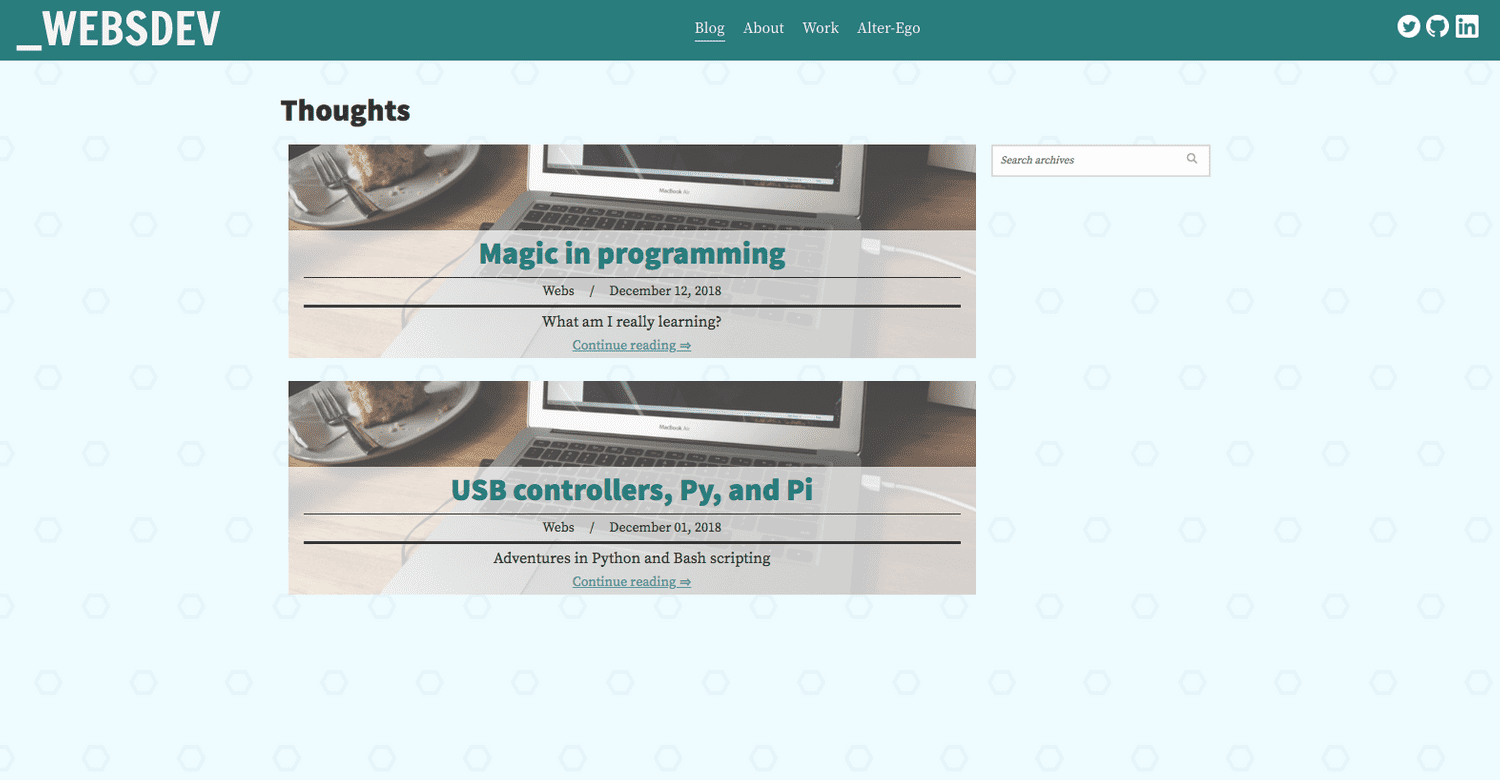 _WEBSDEV
Blog About Work Alter-Ego
Thoughts
Search archives
MacBook Air
Magic in programming
Webs / December 12, 2018
What am I really learning?
Continue reading ⇒
MacBook Air
USB controllers, Py, and Pi
Webs / December 01, 2018
Adventures in Python and Bash scripting
Continue reading ⇒